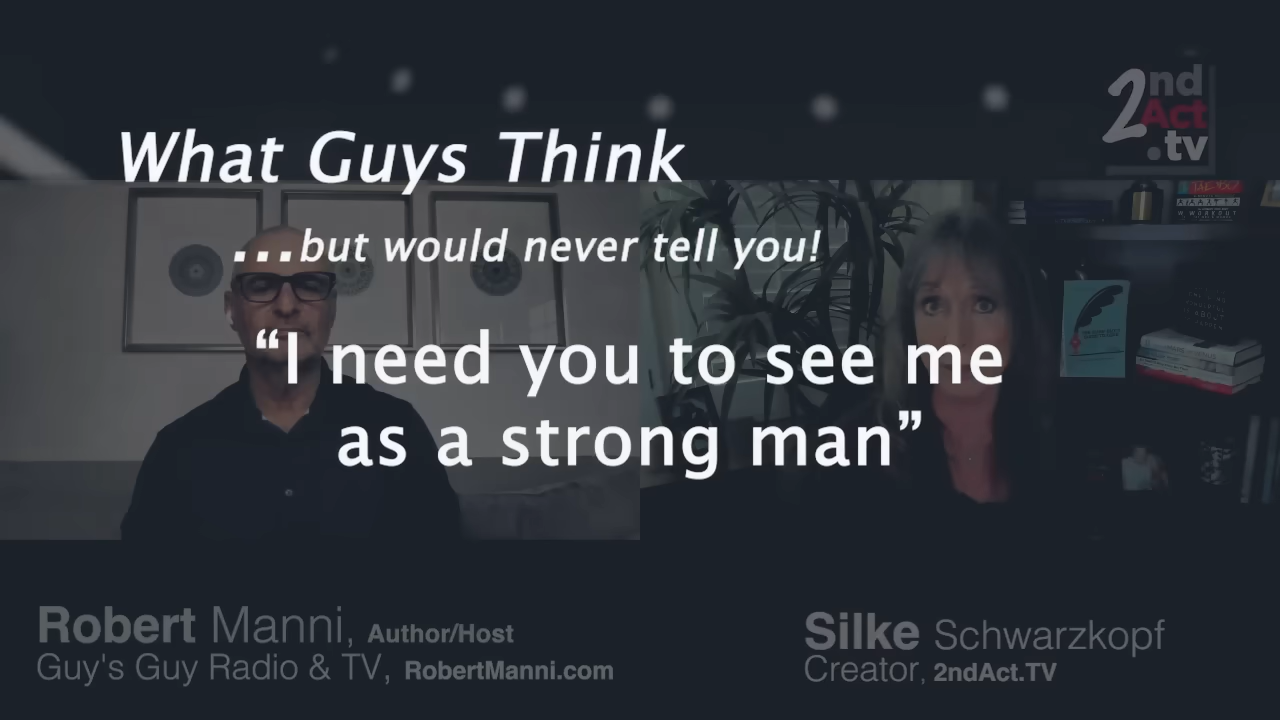 2nd
Act
.tv
What Guys Think
...but would never tell you!
“I need you to see me
as a strong man”
Robert Manni, Author/Host
Guy's Guy Radio & TV, RobertManni.com
Silke Schwarzkopf
Creator, 2ndAct.TV